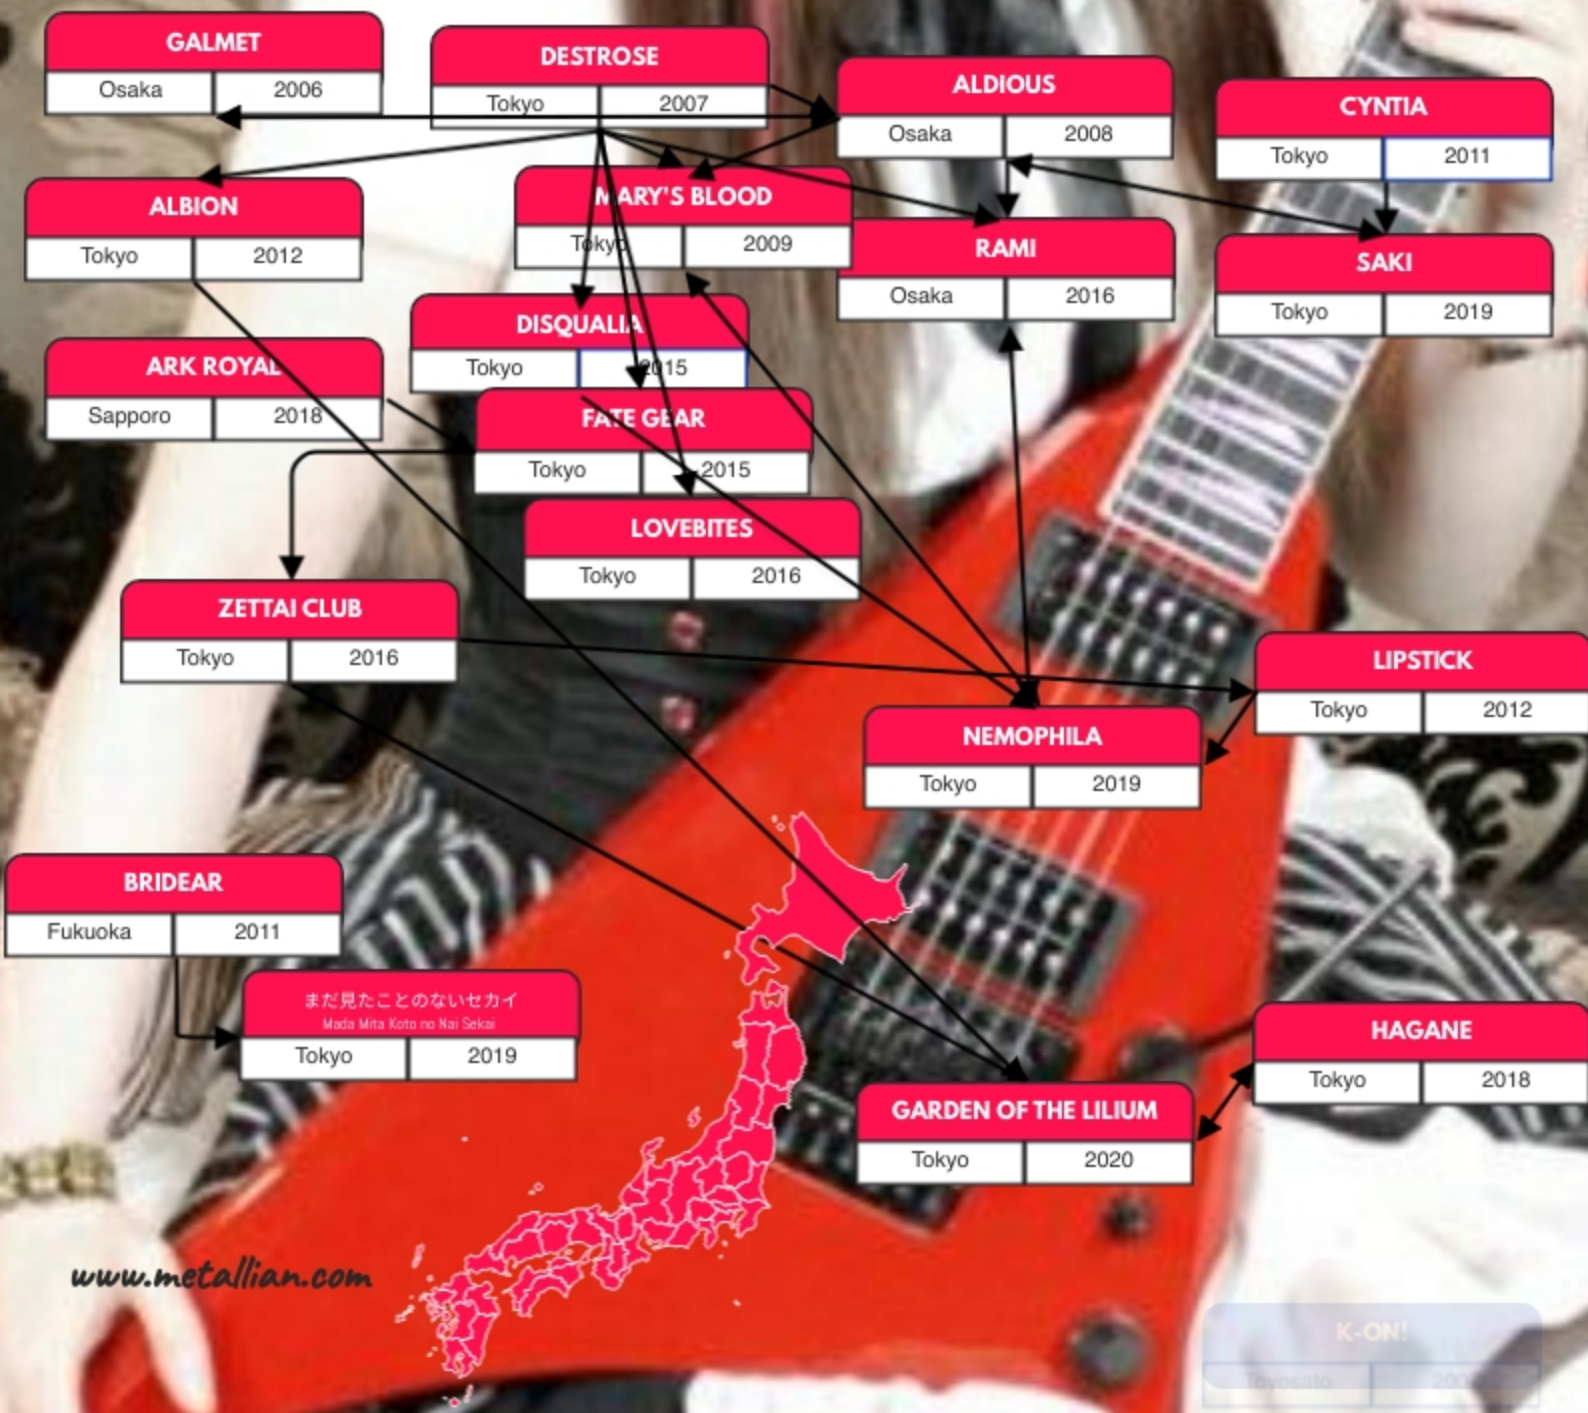 GALMET
Osaka 2006
DESTROSE
Tokyo 2007
ALDIOUS
Osaka 2008
CYNTIA
Tokyo 2011
ALBION
Tokyo 2012
MARY'S BLOOD
Tokyo 2009
RAMI
Osaka 2016
SAKI
Tokyo 2019
DISQUALIA
Tokyo 2015
ARK ROYAL
Sapporo 2018
FATE GEAR
Tokyo 2015
LOVEBITES
Tokyo 2016
ZETTAI CLUB
Tokyo 2016
LIPSTICK
Tokyo 2012
NEMOPHILA
Tokyo 2019
BRIDEAR
Fukuoka 2011
まだ見たことのないセカイ
Mada Mita Koto no Nai Sekai
Tokyo 2019
HAGANE
Tokyo 2018
GARDEN OF THE LILIUM
Tokyo 2020
www.metallian.com
K-ON!
Toyosato